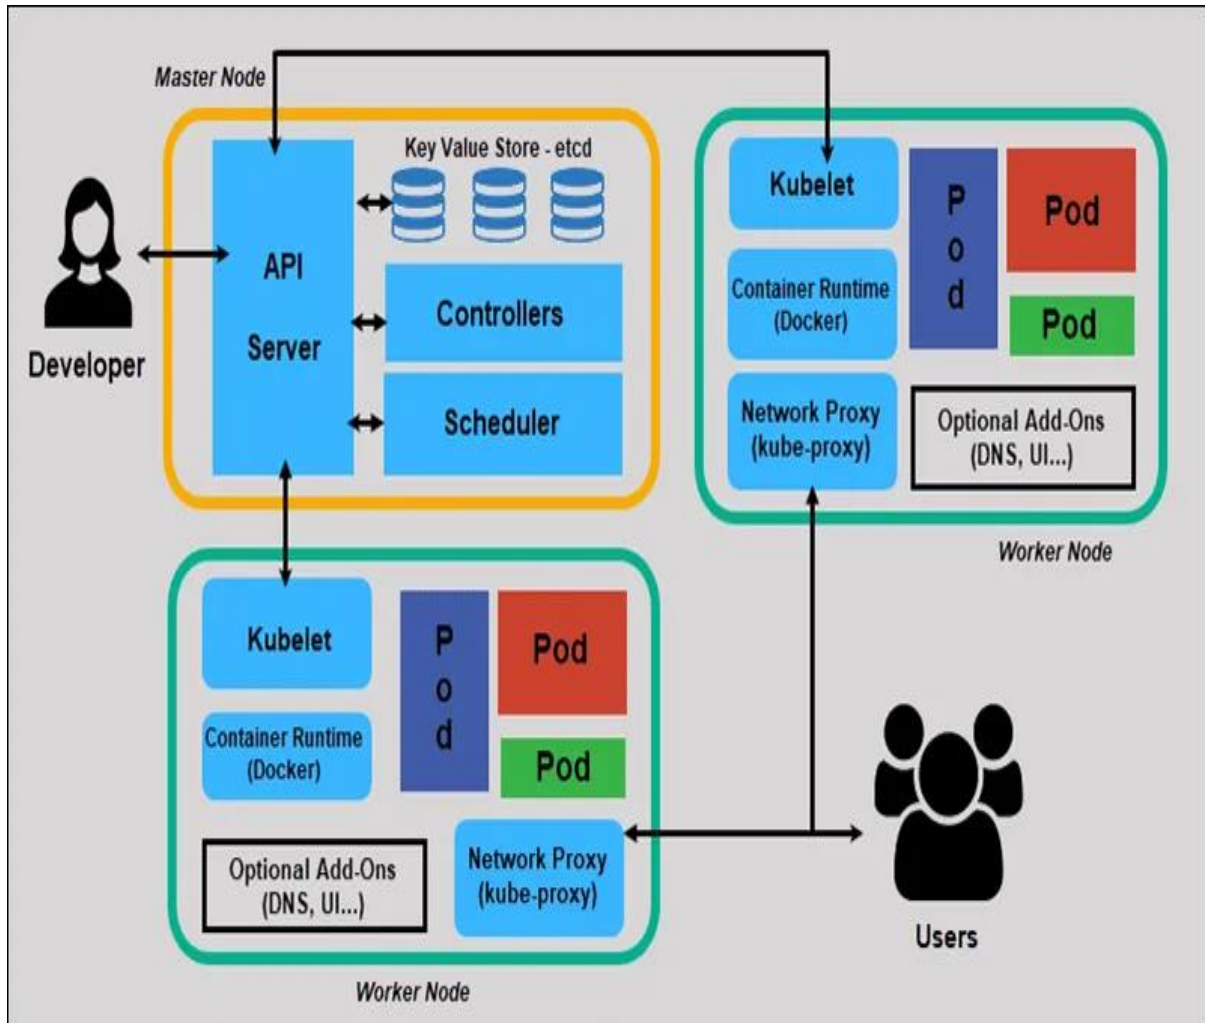 Master Node
Key Value Store - etcd
API
Server
Controllers
Scheduler
Developer
Kubelet
Container Runtime
(Docker)
Network Proxy
(kube-proxy)
P
o
d
Pod
Pod
Optional Add-Ons
(DNS, UI...)
Worker Node
Kubelet
Container Runtime
(Docker)
P
o
d
Pod
Pod
Optional Add-Ons
(DNS, UI...)
Network Proxy
(kube-proxy)
Worker Node
Users